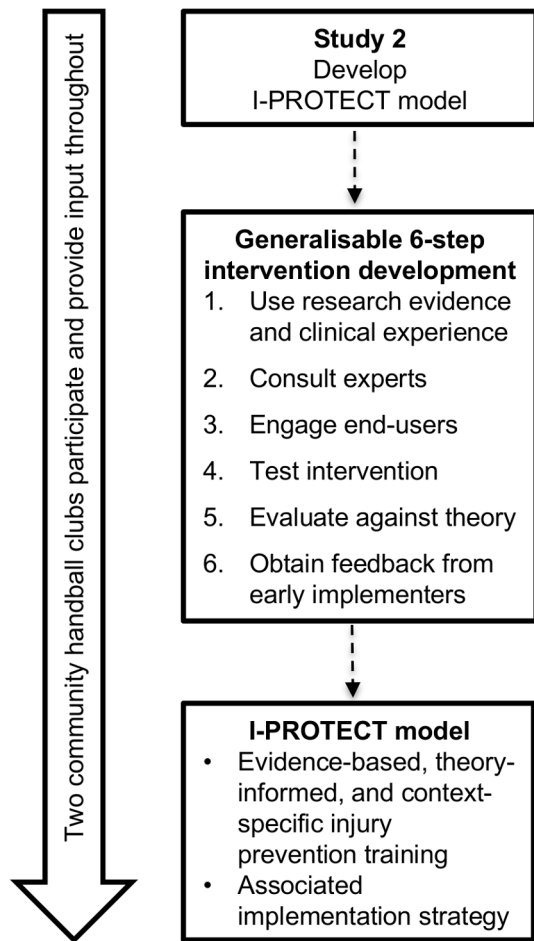 Two community handball clubs participate and provide input throughout
Study 2
Develop
I-PROTECT model
Generalisable 6-step
intervention development
1. Use research evidence
and clinical experience
2. Consult experts
3. Engage end-users
4. Test intervention
5. Evaluate against theory
6. Obtain feedback from
early implementers
I-PROTECT model
• Evidence-based, theory-
informed, and context-
specific injury
prevention training
• Associated
implementation strategy